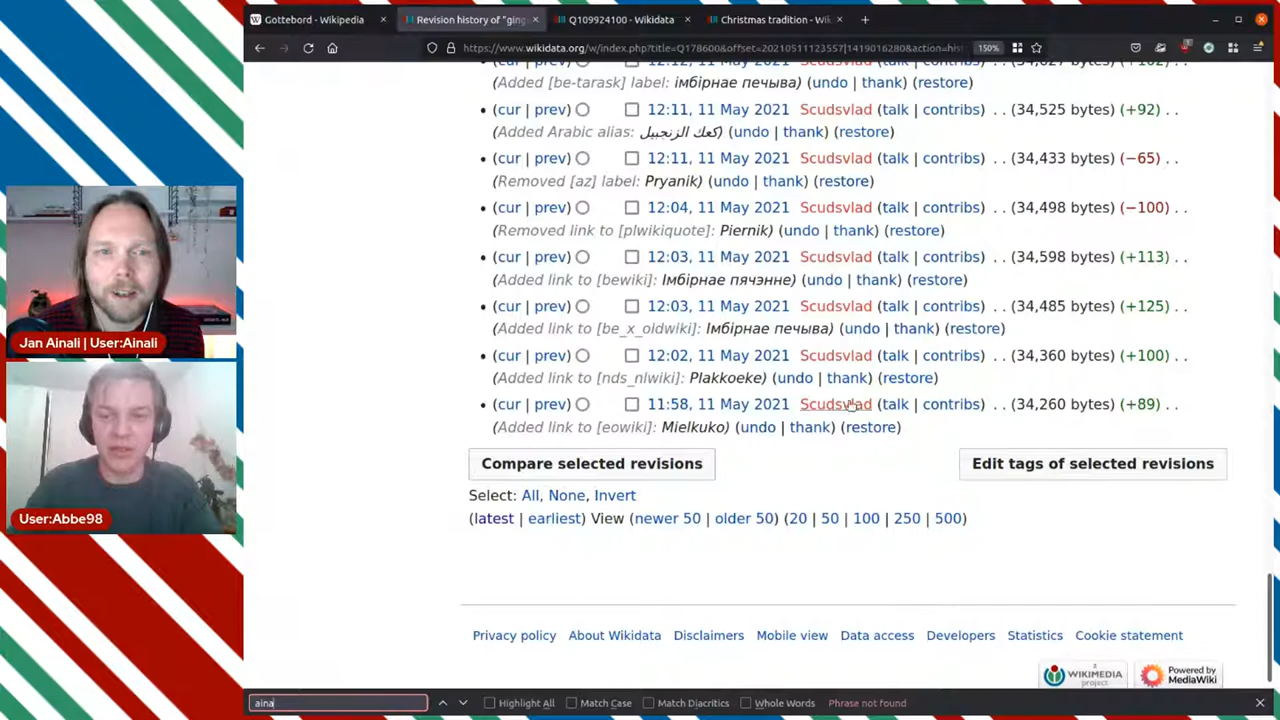 Gottebord - Wikipedia
Revision history of "ging
Q109924100 - Wikidata
Christmas tradition - Wik
https://www.wikidata.org/w/index.php?title=Q178600&offset=20210511123557|1419016280&action=his
150%
(Added [be-tarask] label: імбірнае печыва) (undo | thank) (restore)
(cur | prev) 12:11, 11 May 2021 Scudsvlad (talk | contribs) . . (34,525 bytes) (+92) . .
(Added Arabic alias: كعك الزنجبيل) (undo | thank) (restore)
(cur | prev) 12:11, 11 May 2021 Scudsvlad (talk | contribs) . . (34,433 bytes) (−65) . .
(Removed [az] label: Pryanik) (undo | thank) (restore)
(cur | prev) 12:04, 11 May 2021 Scudsvlad (talk | contribs) . . (34,498 bytes) (−100) . .
(Removed link to [plwikiquote]: Piernik) (undo | thank) (restore)
(cur | prev) 12:03, 11 May 2021 Scudsvlad (talk | contribs) . . (34,598 bytes) (+113) . .
(Added link to [bewiki]: Імбірнае пячэнне) (undo | thank) (restore)
(cur | prev) 12:03, 11 May 2021 Scudsvlad (talk | contribs) . . (34,485 bytes) (+125) . .
(Added link to [be_x_oldwiki]: Імбірнае печыва) (undo | thank) (restore)
(cur | prev) 12:02, 11 May 2021 Scudsvlad (talk | contribs) . . (34,360 bytes) (+100) . .
(Added link to [nds_nlwiki]: Plakkoeke) (undo | thank) (restore)
(cur | prev) 11:58, 11 May 2021 Scudsvlad (talk | contribs) . . (34,260 bytes) (+89) . .
(Added link to [eowiki]: Mielkuko) (undo | thank) (restore)
Compare selected revisions
Edit tags of selected revisions
Select: All, None, Invert
(latest | earliest) View (newer 50 | older 50) (20 | 50 | 100 | 250 | 500)
Privacy policy About Wikidata Disclaimers Mobile view Data access Developers Statistics Cookie statement
a WIKIMEDIA project
Powered by MediaWiki
aina
Highlight All Match Case Match Diacritics Whole Words Phrase not found
Jan Ainali | User:Ainali
User:Abbe98